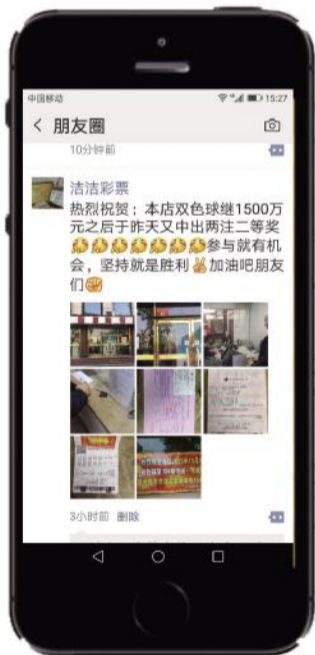 中国移动 15:27
朋友圈
10分钟前
洁洁彩票
热烈祝贺：本店双色球继1500万
元之后于昨天又中出两注二等奖
参与就有机
会，坚持就是胜利✌加油吧朋友
们✊
3小时前 删除